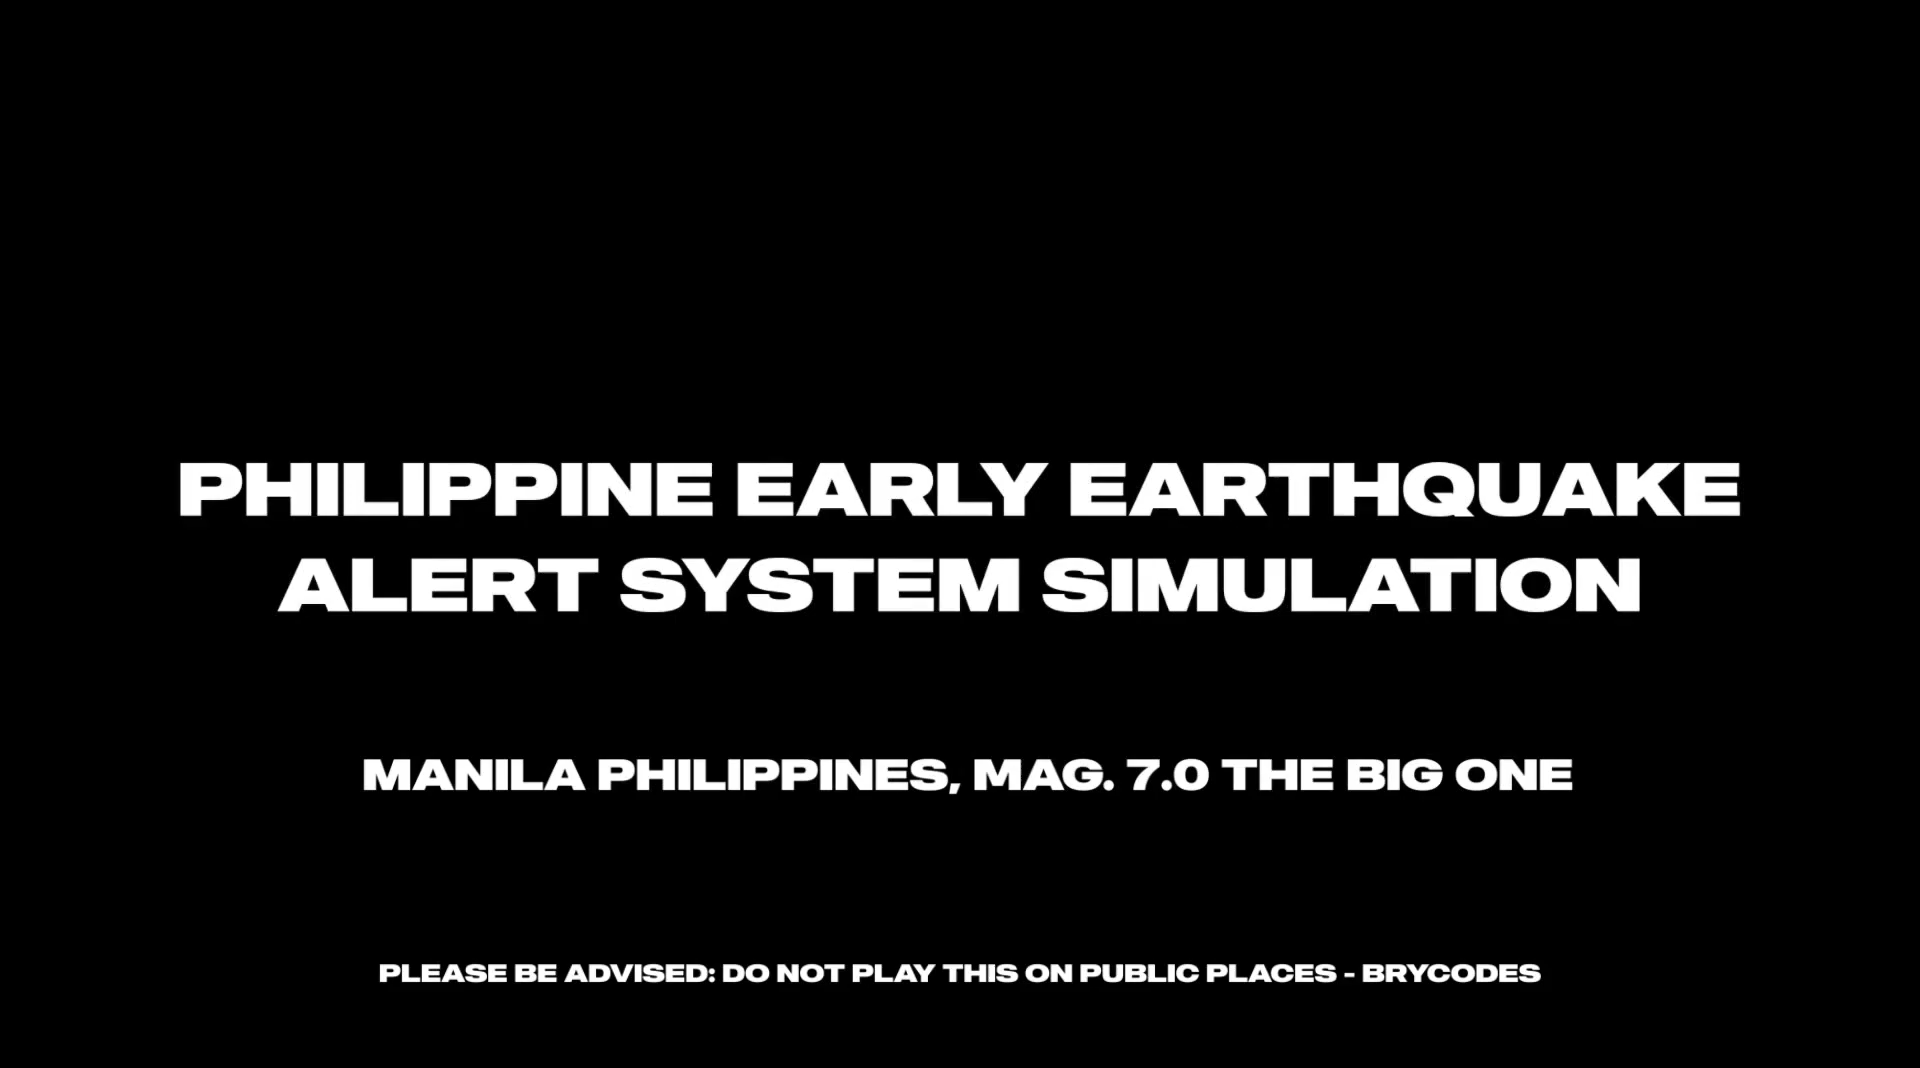 PHILIPPINE EARLY EARTHQUAKE
ALERT SYSTEM SIMULATION
MANILA PHILIPPINES, MAG. 7.0 THE BIG ONE
PLEASE BE ADVISED: DO NOT PLAY THIS ON PUBLIC PLACES - BRYCODES